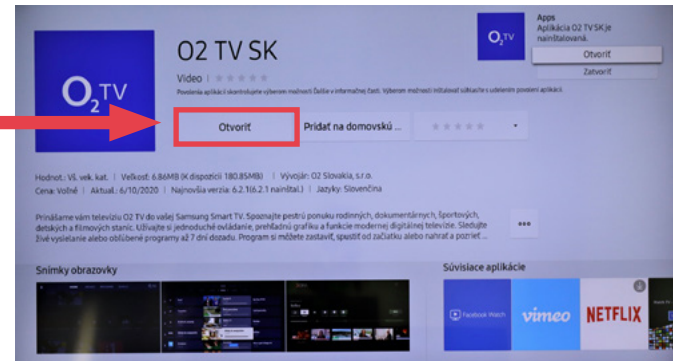 O2 TV SK
Video
Povolenia aplikácií skontrolujete výberom možnosti Ďalšie v informačnej časti. Výberom možnosti inštalovať súhlasíte s udelením povolení aplikácii.
O2 TV
Otvoriť
Pridať na domovskú ...
O2 TV
Apps
Aplikácia O2 TV SK je
nainštalovaná.
Otvoriť
Zatvoriť
Hodnot.: Vš. vek. kat. | Veľkosť: 6.86MB (K dispozícii 180.85MB) | Vývojár: O2 Slovakia, s.r.o.
Cena: Voľné | Aktual.: 6/10/2020 | Najnovšia verzia: 6.2.1(6.2.1 nainštal.) | Jazyky: Slovenčina
Prinášame vám televíziu O2 TV do vašej Samsung Smart TV. Spoznajte pestrú ponuku rodinných, dokumentárnych, športových,
detských a filmových staníc. Užívajte si jednoduché ovládanie, prehľadnú grafiku a funkcie modernej digitálnej televízie. Sledujte
živé vysielanie alebo obľúbené programy až 7 dní dozadu. Program si môžete zastaviť, spustiť od začiatku alebo nahrať a pozrieť ...
Snímky obrazovky
Súvisiace aplikácie
Facebook Watch
vimeo
NETFLIX